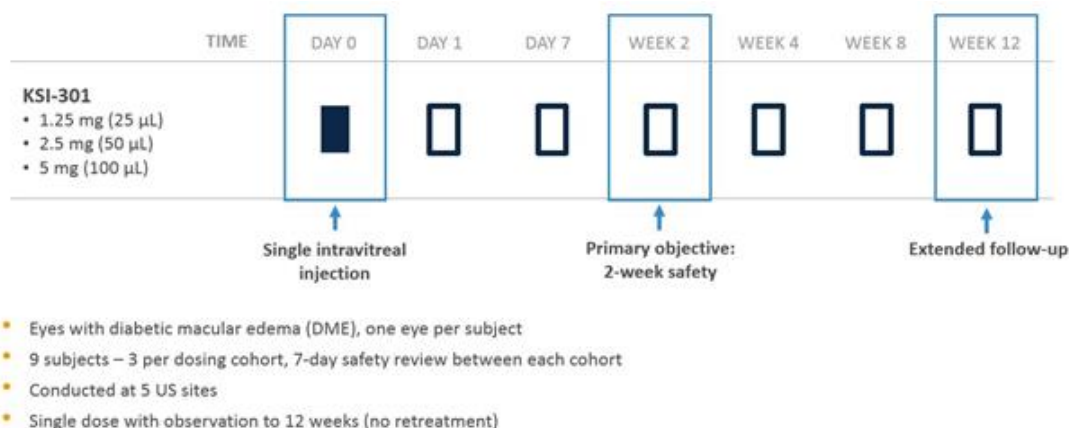 TIME DAY 0 DAY 1 DAY 7 WEEK 2 WEEK 4 WEEK 8 WEEK 12
KSI-301
• 1.25 mg (25 µL)
• 2.5 mg (50 µL)
• 5 mg (100 µL)
Single intravitreal
injection
Primary objective:
2-week safety
Extended follow-up
• Eyes with diabetic macular edema (DME), one eye per subject
• 9 subjects – 3 per dosing cohort, 7-day safety review between each cohort
• Conducted at 5 US sites
• Single dose with observation to 12 weeks (no retreatment)